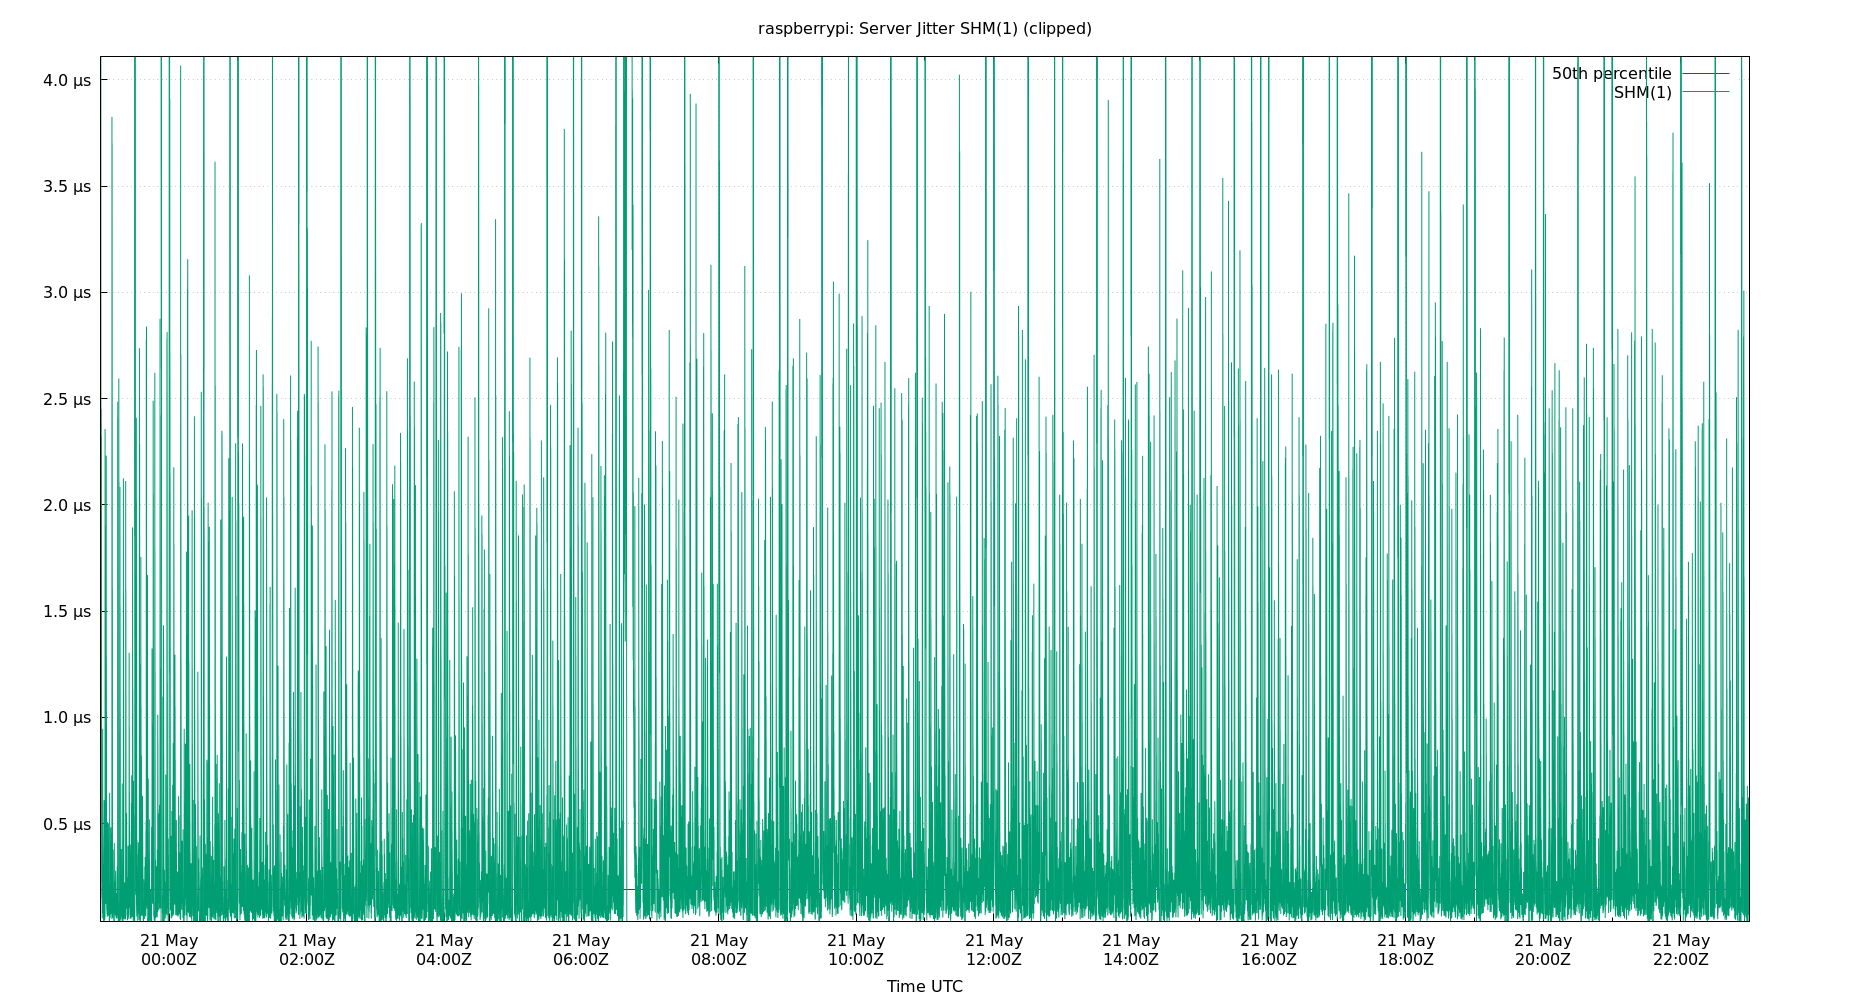 raspberrypi: Server Jitter SHM(1) (clipped)
50th percentile
SHM(1)
4.0 µs
3.5 µs
3.0 µs
2.5 µs
2.0 µs
1.5 µs
1.0 µs
0.5 µs
21 May 21 May 21 May 21 May 21 May 21 May 21 May 21 May 21 May 21 May 21 May 21 May
00:00Z 02:00Z 04:00Z 06:00Z 08:00Z 10:00Z 12:00Z 14:00Z 16:00Z 18:00Z 20:00Z 22:00Z
Time UTC